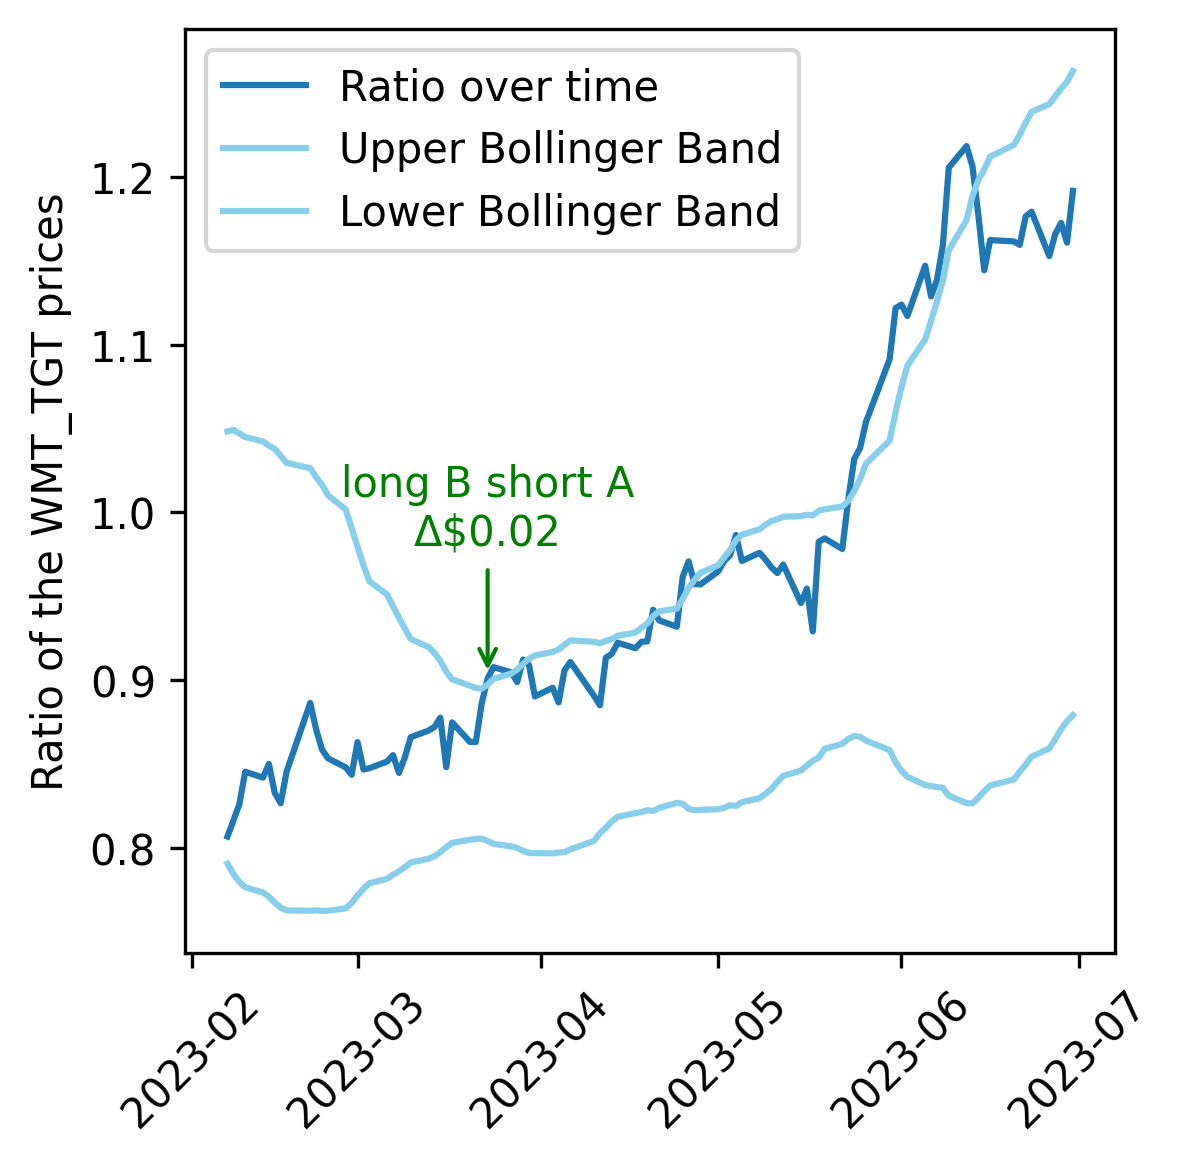 Ratio over time
Upper Bollinger Band
Lower Bollinger Band
Ratio of the WMT_TGT prices
1.2
1.1
1.0
0.9
0.8
long B short A
Δ$0.02
2023-02
2023-03
2023-04
2023-05
2023-06
2023-07